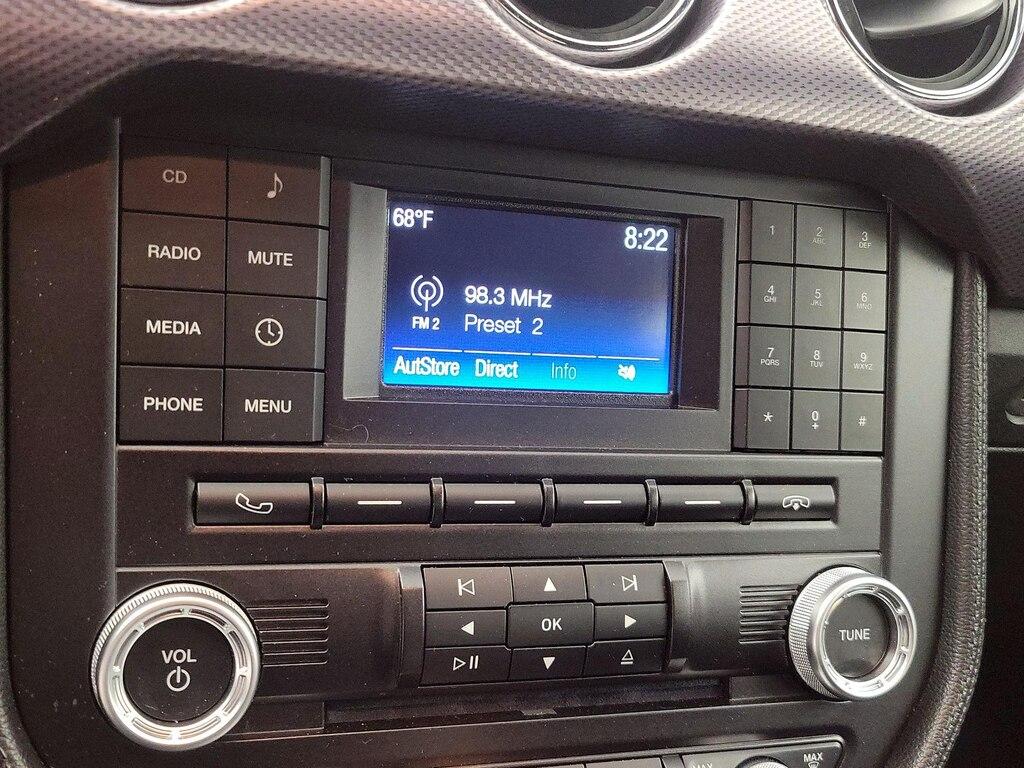 CD
RADIO
MUTE
MEDIA
PHONE
MENU
68°F
8:22
98.3 MHz
FM 2
Preset 2
AutStore Direct Info
1
2
ABC
3
DEF
4
GHI
5
JKL
6
MNO
7
PQRS
8
TUV
9
WXYZ
*
0
+
#
VOL
OK
TUNE
MAX
MAX